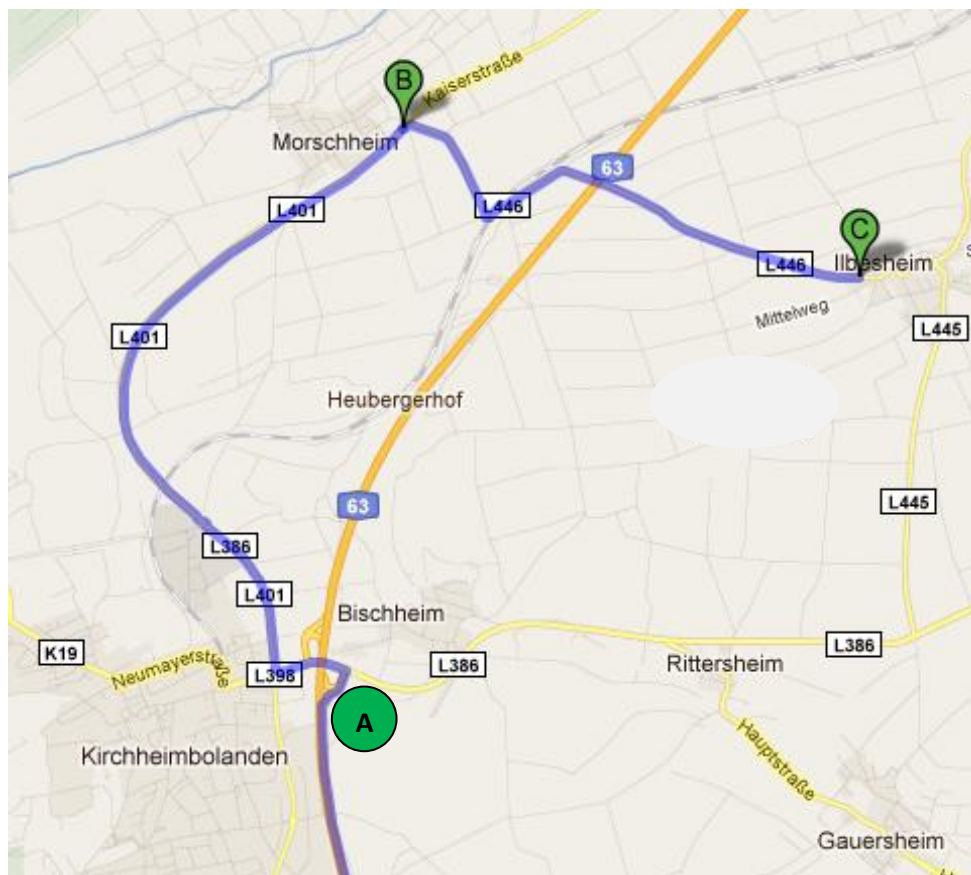 B
Kaiserstraße
Morschheim
63
L401
L446
C
Ilbesheim
S
L446
Mittelweg
L401
L445
Heubergerhof
L445
63
L386
L401
Bischheim
K19
Neumayerstraße
L398
L386
L386
Rittersheim
A
Kirchheimbolanden
Hauptstraße
Gauersheim